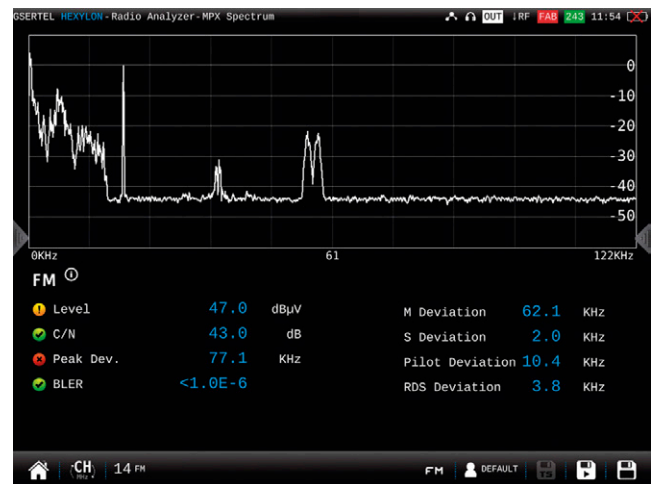 GSERTEL HEXYLON-Radio Analyzer-MPX Spectrum OUT ↓RF FAB 243 11:54
0
-10
-20
-30
-40
-50
0KHz 61 122KHz
FM
Level 47.0 dBµV
C/N 43.0 dB
Peak Dev. 77.1 KHz
BLER <1.0E-6
M Deviation 62.1 KHz
S Deviation 2.0 KHz
Pilot Deviation 10.4 KHz
RDS Deviation 3.8 KHz
CH MHz 14 FM FM DEFAULT